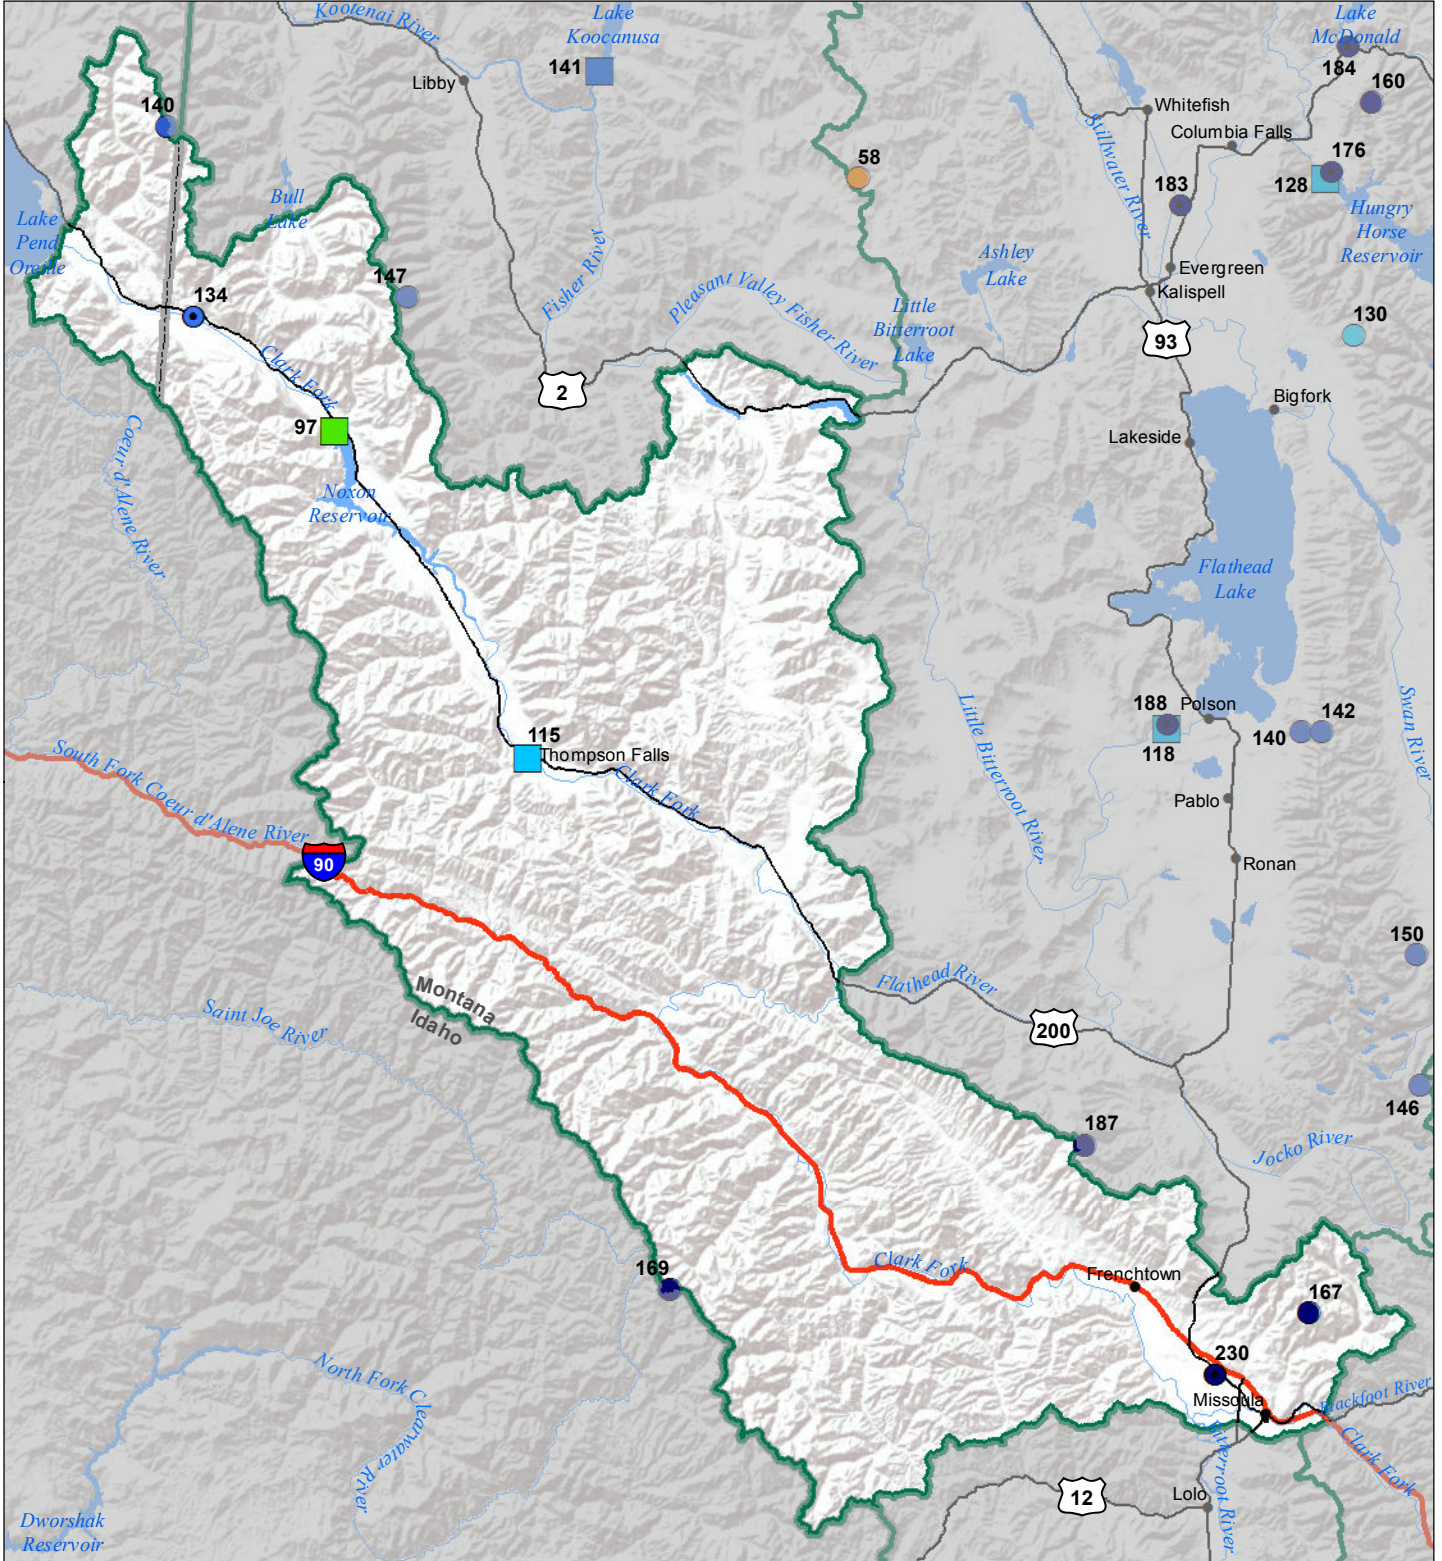 Kootenai River
Lake
Koocanusa
Lake
McDonald
141
Libby
184
160
140
Whitefish
Columbia Falls
Stillwater River
58
176
128
183
Bull
Lake
Hungry
Horse
Reservoir
Lake
Pend
Oreille
Fisher River
Ashley
Lake
Evergreen
Kalispell
147
134
Pleasant Valley Fisher River
Little
Bitterroot
Lake
130
93
2
Clark Fork
Bigfork
97
Lakeside
Coeur d'Alene River
Noxon
Reservoir
Flathead
Lake
Swan River
Little Bitterroot River
188
Polson
118
140
142
115
Thompson Falls
Clark Fork
South Fork Coeur d'Alene River
90
Pablo
Ronan
150
Flathead River
Montana
Idaho
Saint Joe River
200
146
187
Jocko River
169
Clark Fork
Frenchtown
167
230
North Fork Clearwater River
Missoula
Blackfoot River
Bitterroot River
Clark Fork
12
Lolo
Dworshak
Reservoir